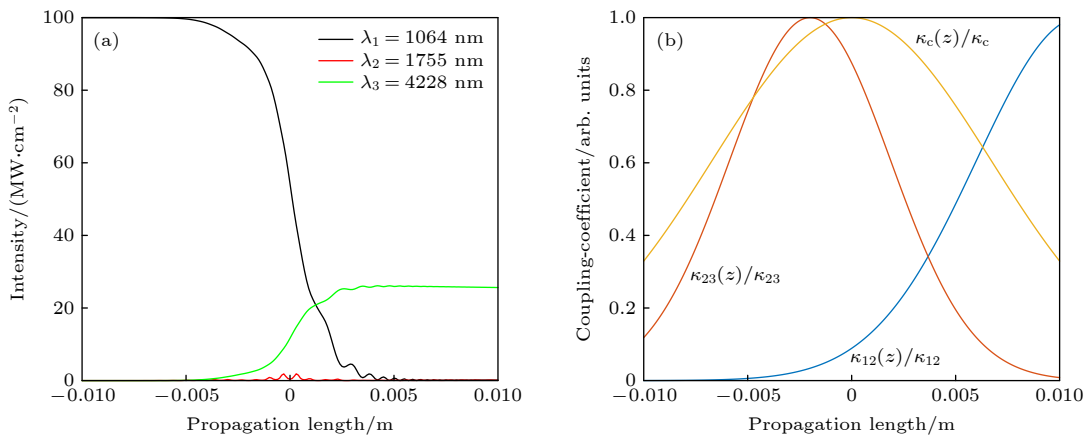 (a)
λ₁ = 1064 nm
λ₂ = 1755 nm
λ₃ = 4228 nm
100
80
60
40
20
0
Intensity/(MW·cm⁻²)
−0.010
−0.005
0
0.005
0.010
Propagation length/m
(b)
κc(z)/κc
κ₂₃(z)/κ₂₃
κ₁₂(z)/κ₁₂
1.0
0.8
0.6
0.4
0.2
0
Coupling-coefficient/arb. units
−0.010
−0.005
0
0.005
0.010
Propagation length/m